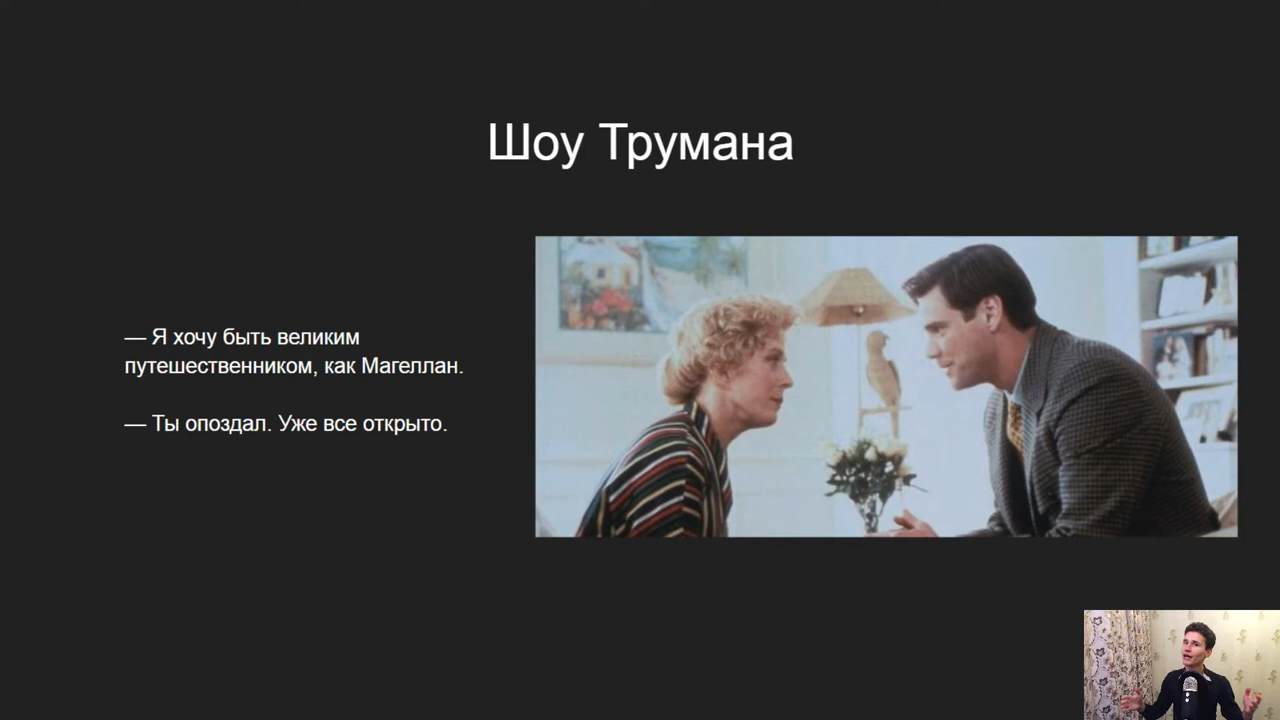 Шоу Трумана
— Я хочу быть великим
путешественником, как Магеллан.
— Ты опоздал. Уже все открыто.